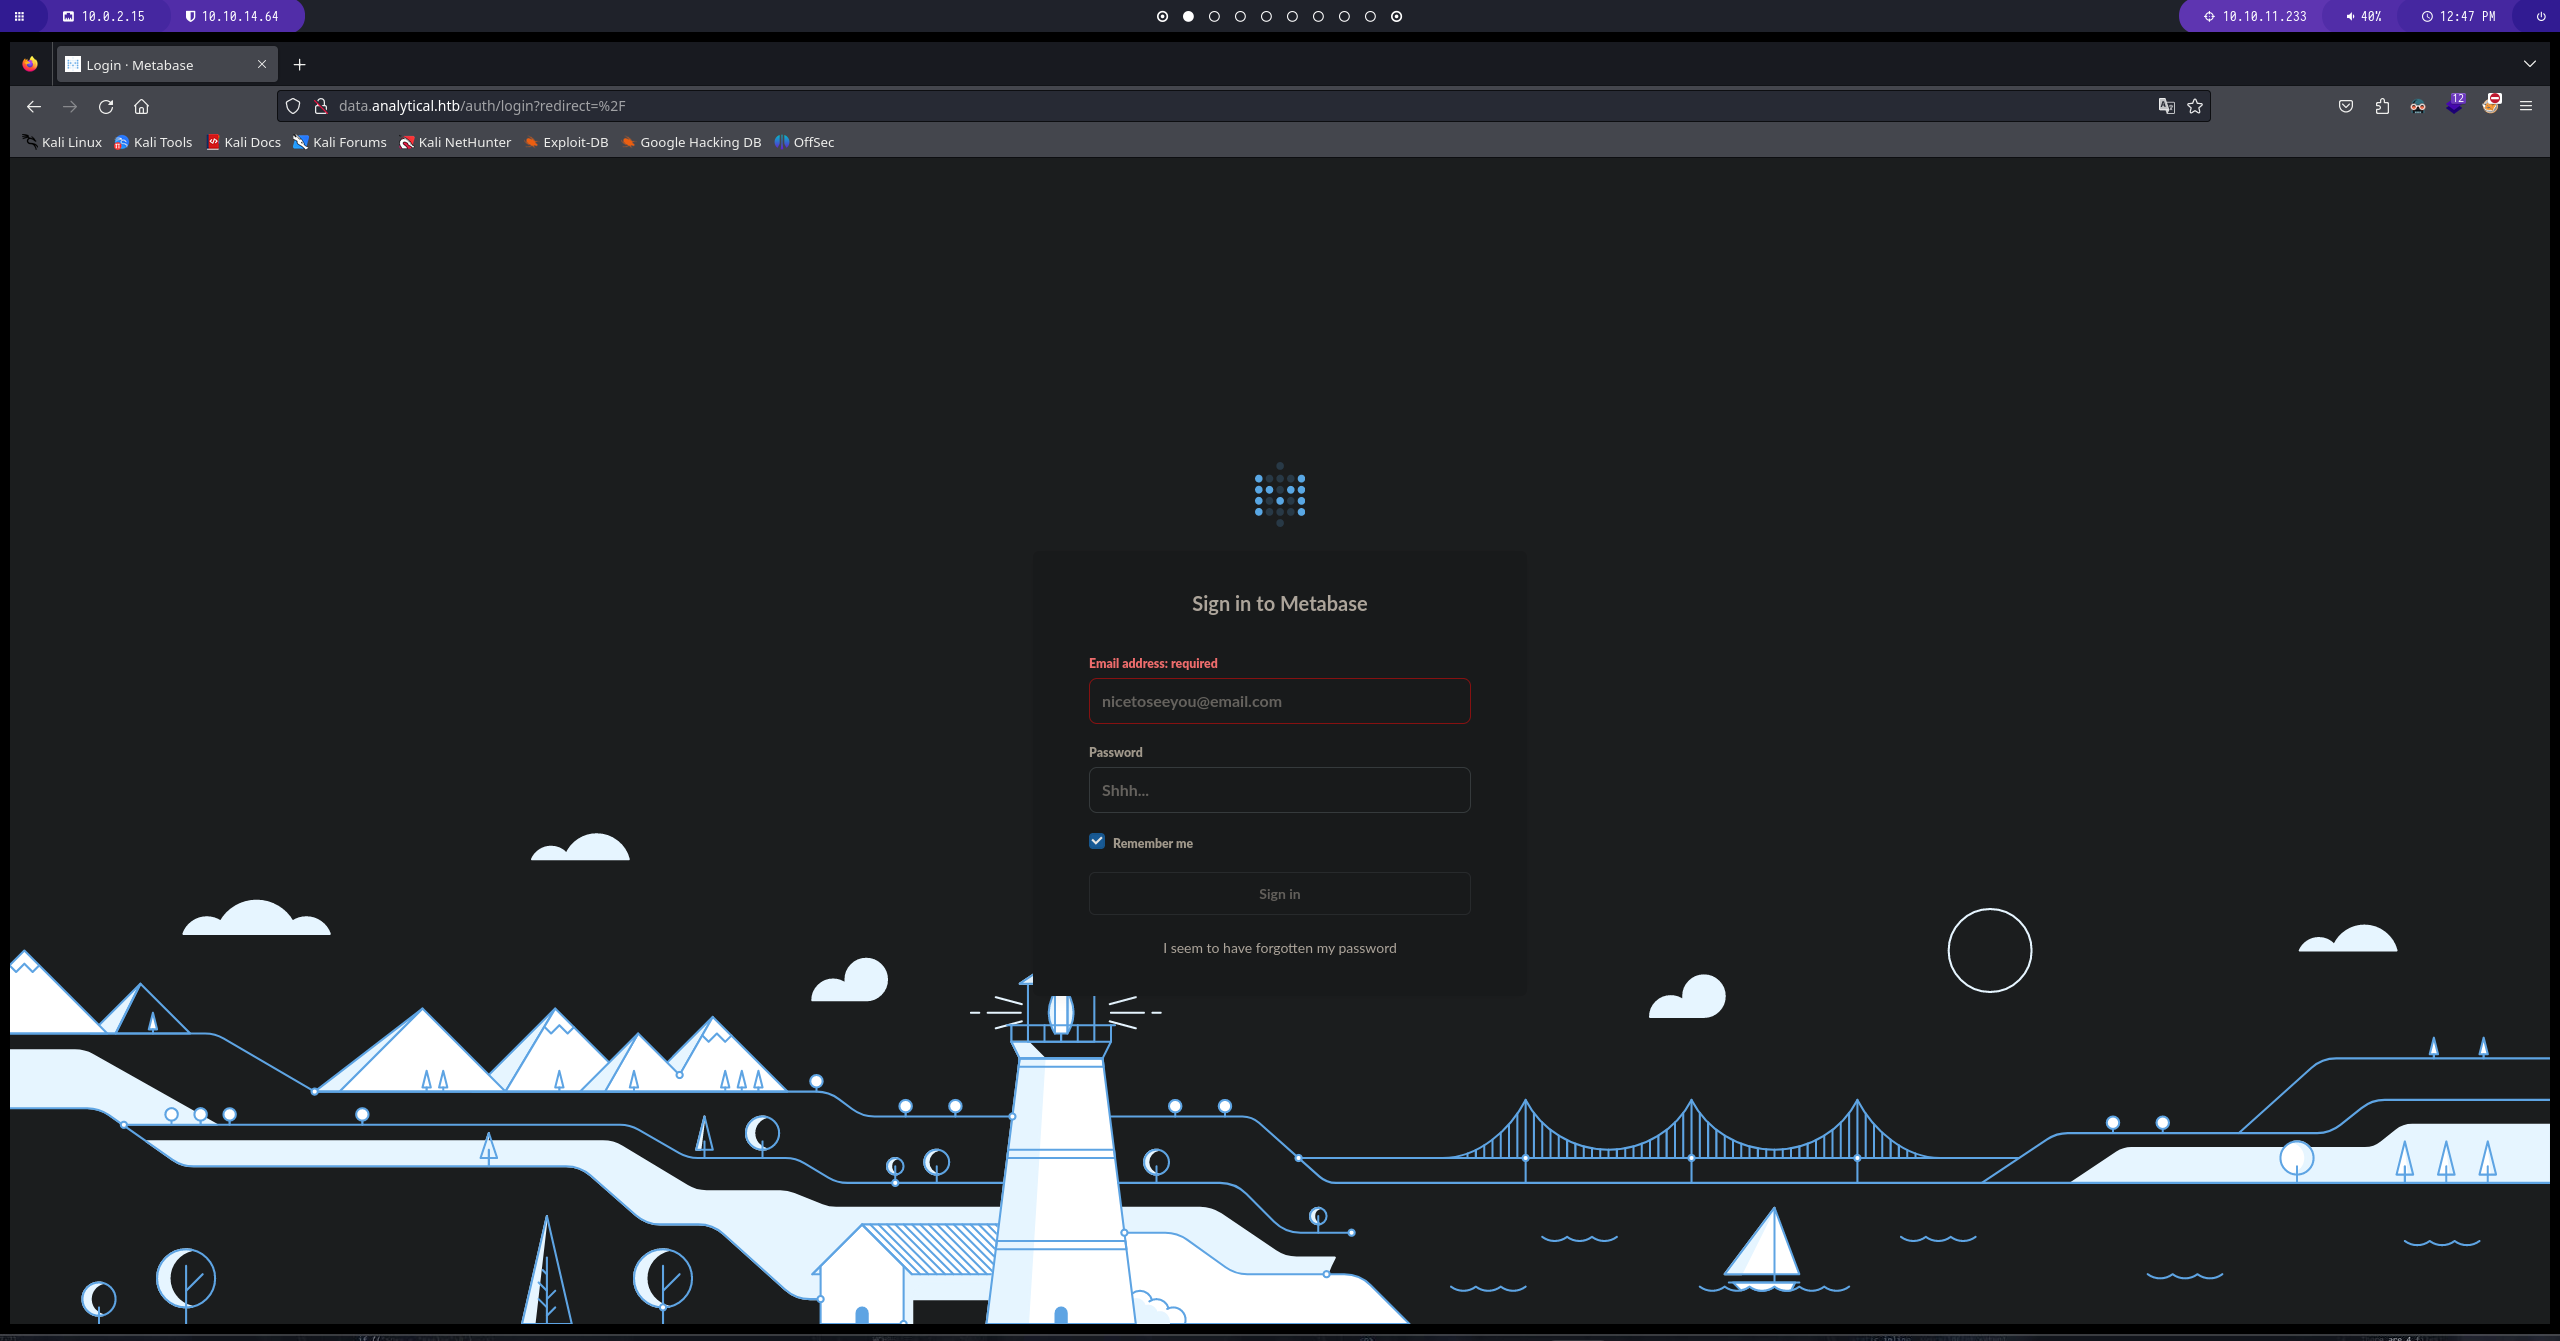 10.0.2.15 10.10.14.64 10.10.11.233 40% 12:47 PM
Login · Metabase
data.analytical.htb/auth/login?redirect=%2F
12
Kali Linux Kali Tools Kali Docs Kali Forums Kali NetHunter Exploit-DB Google Hacking DB OffSec
Sign in to Metabase
Email address: required
nicetoseeyou@email.com
Password
Shhh...
Remember me
Sign in
I seem to have forgotten my password